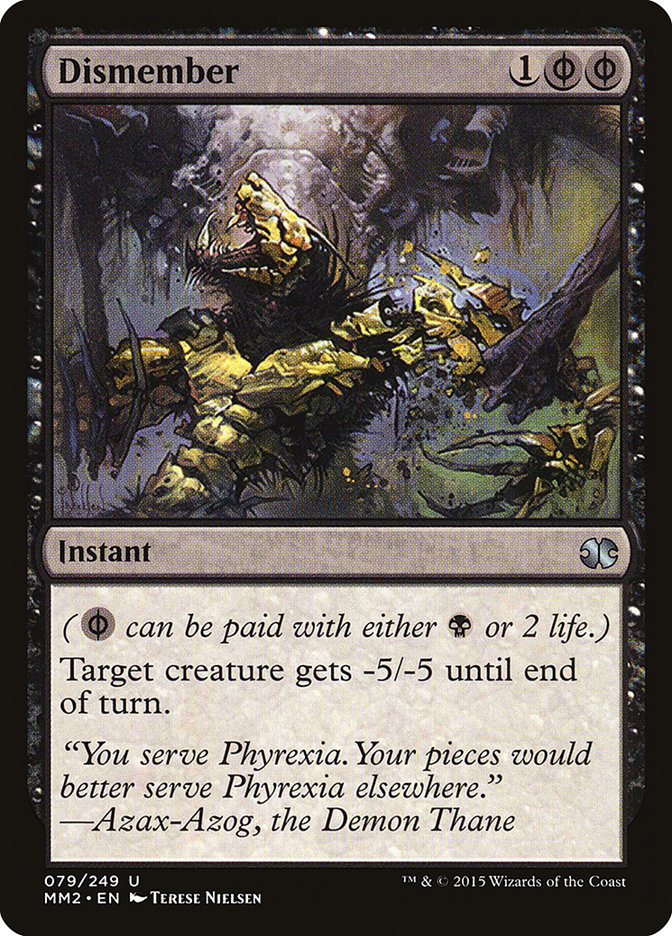 Dismember 1
Instant
( can be paid with either or 2 life.)
Target creature gets -5/-5 until end
of turn.
“You serve Phyrexia. Your pieces would
better serve Phyrexia elsewhere.”
—Azax-Azog, the Demon Thane
079/249 U
MM2 • EN Terese Nielsen
™ & © 2015 Wizards of the Coast